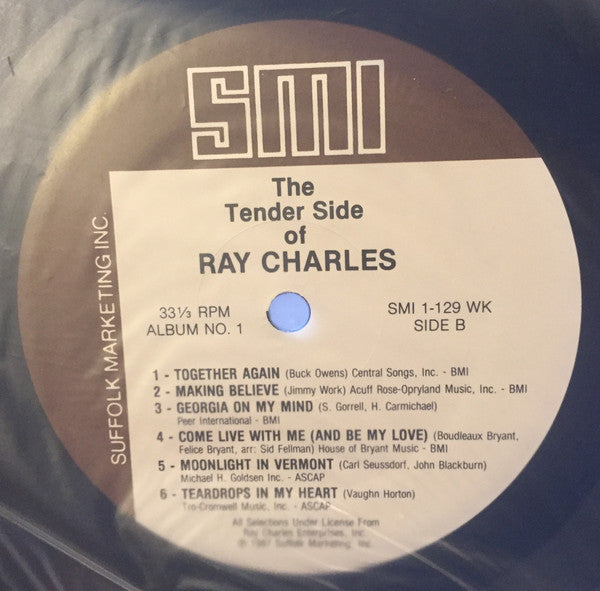 SMI
SUFFOLK MARKETING INC.
The
Tender Side
of
RAY CHARLES
33⅓ RPM
ALBUM NO. 1
SMI 1-129 WK
SIDE B
1 - TOGETHER AGAIN (Buck Owens) Central Songs, Inc. - BMI
2 - MAKING BELIEVE (Jimmy Work) Acuff Rose-Opryland Music, Inc. - BMI
3 - GEORGIA ON MY MIND (S. Gorrell, H. Carmichael)
Peer International - BMI
4 - COME LIVE WITH ME (AND BE MY LOVE) (Boudleaux Bryant,
Felice Bryant, arr: Sid Fellman) House of Bryant Music - BMI
5 - MOONLIGHT IN VERMONT (Carl Seussdorf, John Blackburn)
Michael H. Goldsen Inc. - ASCAP
6 - TEARDROPS IN MY HEART (Vaughn Horton)
Tro-Cromwell Music, Inc. - ASCAP
All Selections Under License From
Ray Charles Enterprises, Inc.
℗ 1987 Suffolk Marketing, Inc.